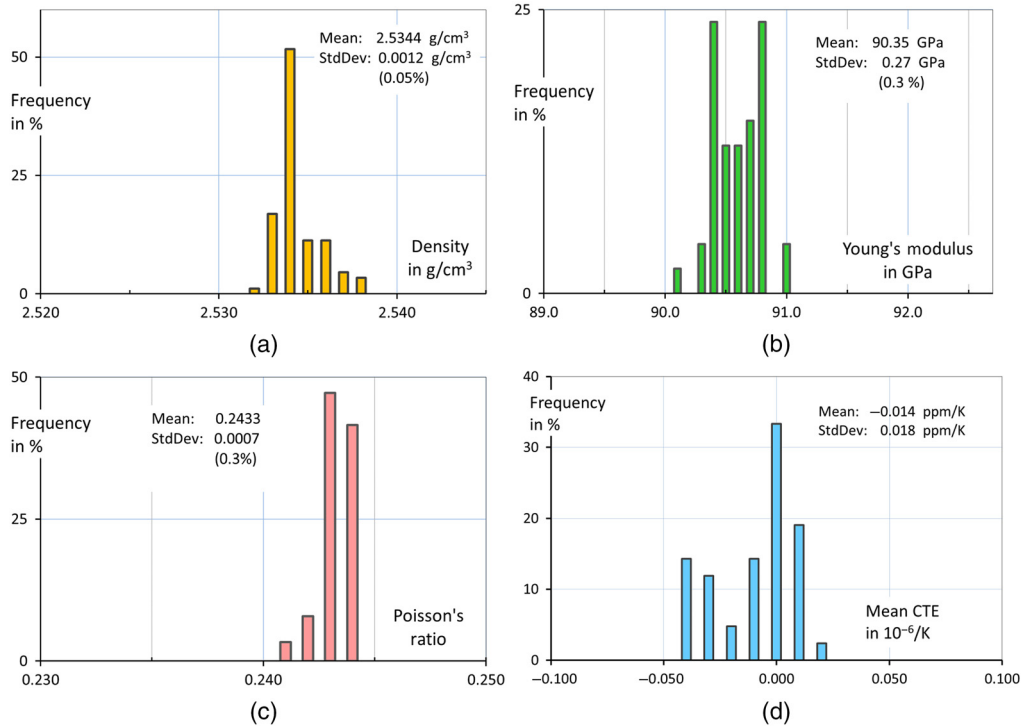 50
25
0
Frequency
in %
Mean: 2.5344 g/cm³
StdDev: 0.0012 g/cm³
(0.05%)
Density
in g/cm³
2.520
2.530
2.540
(a)
25
0
Frequency
in %
Mean: 90.35 GPa
StdDev: 0.27 GPa
(0.3 %)
Young's modulus
in GPa
89.0
90.0
91.0
92.0
(b)
50
25
0
Frequency
in %
Mean: 0.2433
StdDev: 0.0007
(0.3%)
Poisson's
ratio
0.230
0.240
0.250
(c)
40
30
20
10
0
Frequency
in %
Mean: −0.014 ppm/K
StdDev: 0.018 ppm/K
Mean CTE
in 10⁻⁶/K
−0.100
−0.050
0.000
0.050
0.100
(d)